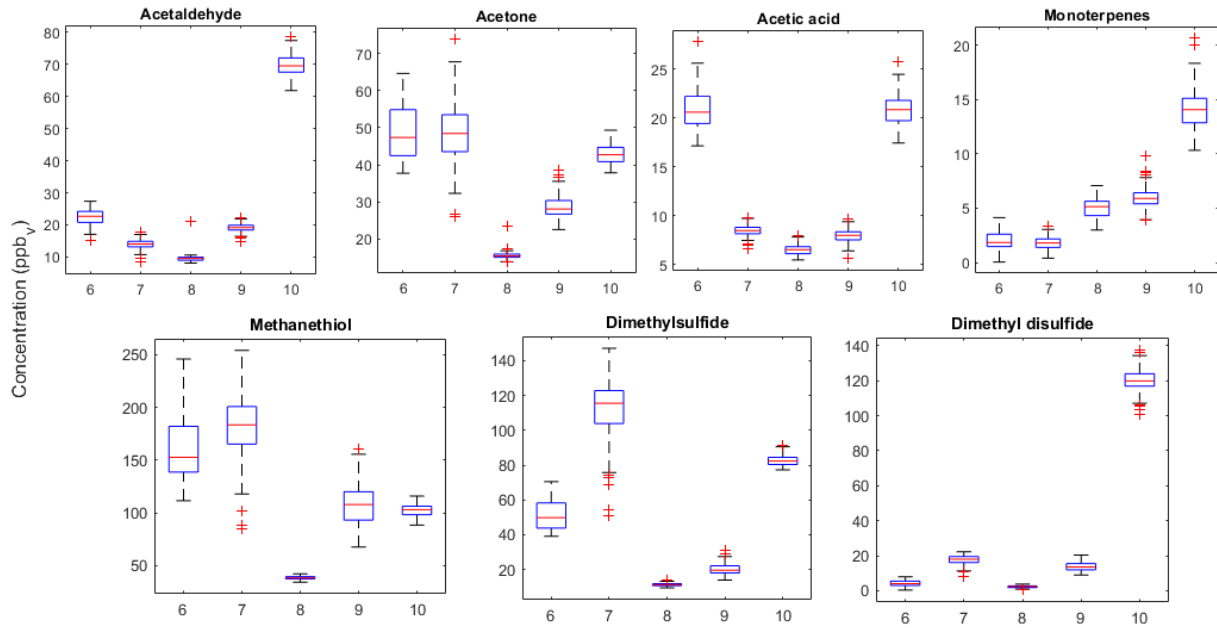 Acetaldehyde
80
70
60
50
40
30
20
10
6 7 8 9 10
Acetone
70
60
50
40
30
20
6 7 8 9 10
Acetic acid
25
20
15
10
5
6 7 8 9 10
Monoterpenes
20
15
10
5
0
6 7 8 9 10
Concentration (ppbv)
Methanethiol
250
200
150
100
50
6 7 8 9 10
Dimethylsulfide
140
120
100
80
60
40
20
6 7 8 9 10
Dimethyl disulfide
140
120
100
80
60
40
20
0
6 7 8 9 10